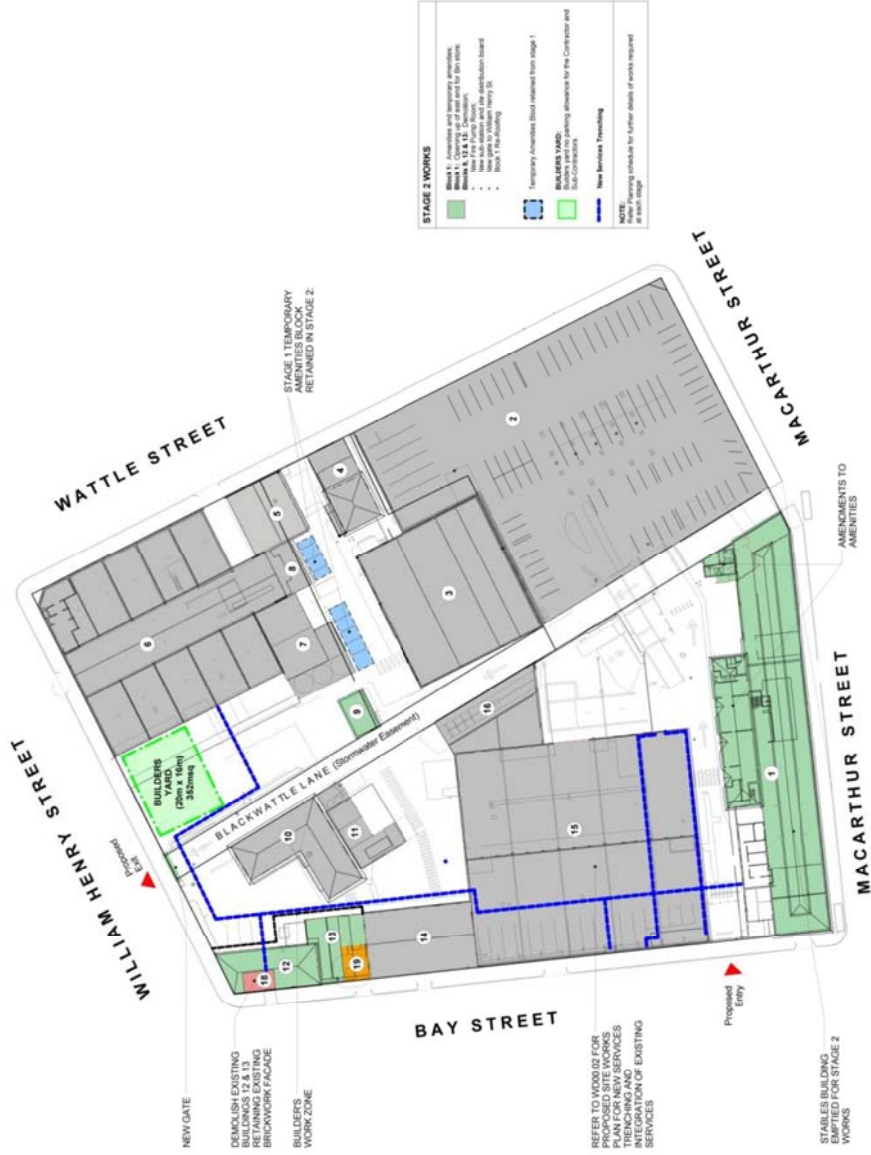 WATTLE STREET
WILLIAM HENRY STREET
MACARTHUR STREET
MACARTHUR STREET
BAY STREET
BLACKWATTLE LANE (Stormwater Easement)
STAGE 1 TEMPORARY
AMENITIES BLOCK
RETAINED IN STAGE 2:
Proposed
Exit
BUILDERS
YARD
(20m x 16m)
352msq
NEW GATE
DEMOLISH EXISTING
BUILDINGS 12 & 13
RETAINING EXISTING
BRICKWORK FACADE
BUILDER'S
WORK ZONE
REFER TO WD00.02 FOR
PROPOSED SITE WORKS
PLAN FOR NEW SERVICES
TRENCHING AND
INTEGRATION OF EXISTING
SERVICES
Proposed
Entry
STABLES BUILDING
EMPTIED FOR STAGE 2
WORKS
AMENDMENTS TO
AMENITIES
1
2
3
4
5
6
7
8
9
10
11
12
13
14
15
16
18
19
STAGE 2 WORKS
Block 1: Amenities and temporary amenities;
Block 1: Opening up of east end for Bin store;
Blocks 9, 12 & 13: Demolition;
• New Fire Pump Room;
• New sub-station and site distribution board
• New gate to William Henry St.
• Block 1 Re-Roofing
Temporary Amenities Block retained from stage 1
BUILDERS YARD:
Builders yard no parking allowance for the Contractor and
Sub-Contractors.
New Services Trenching
NOTE:
Refer Planning schedule for further details of works required
at each stage